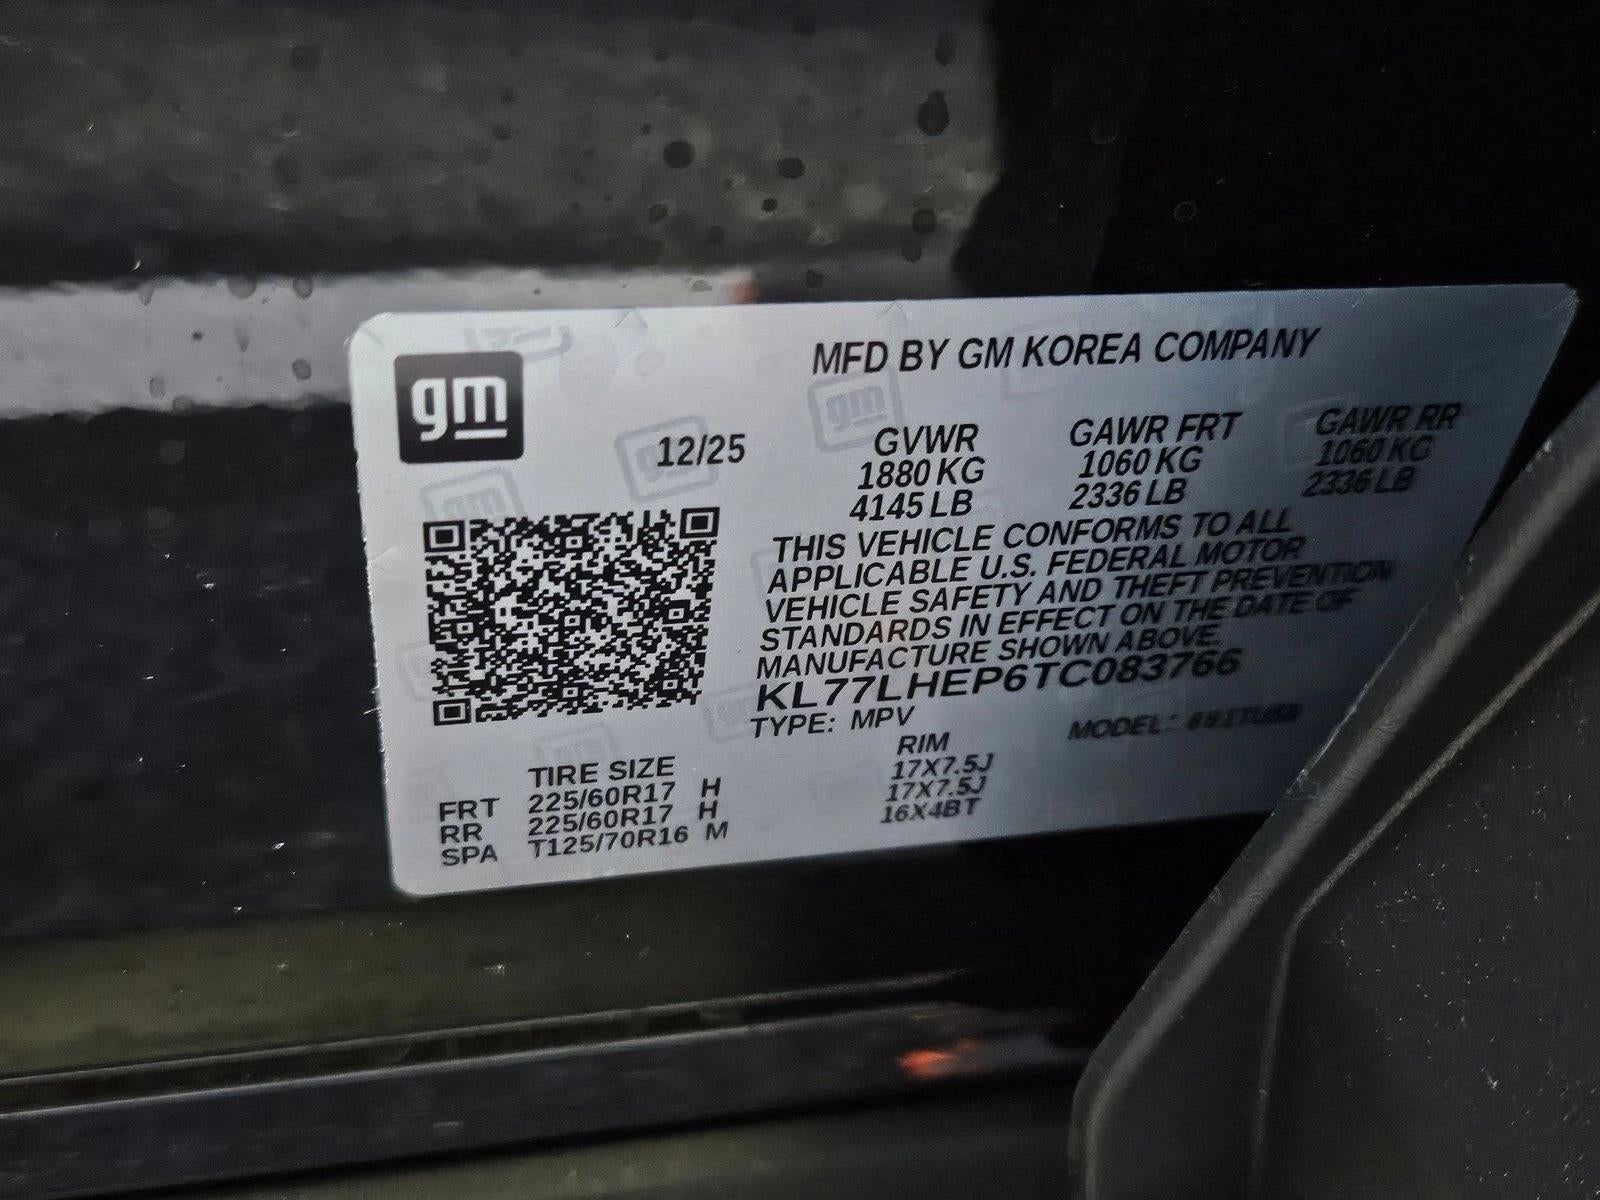 gm
MFD BY GM KOREA COMPANY
12/25
GVWR GAWR FRT GAWR RR
1880 KG 1060 KG 1060 KG
4145 LB 2336 LB 2336 LB
THIS VEHICLE CONFORMS TO ALL
APPLICABLE U.S. FEDERAL MOTOR
VEHICLE SAFETY AND THEFT PREVENTION
STANDARDS IN EFFECT ON THE DATE OF
MANUFACTURE SHOWN ABOVE.
KL77LHEP6TC083766
TYPE: MPV MODEL:
TIRE SIZE RIM
FRT 225/60R17 H 17X7.5J
RR 225/60R17 H 17X7.5J
SPA T125/70R16 M 16X4BT